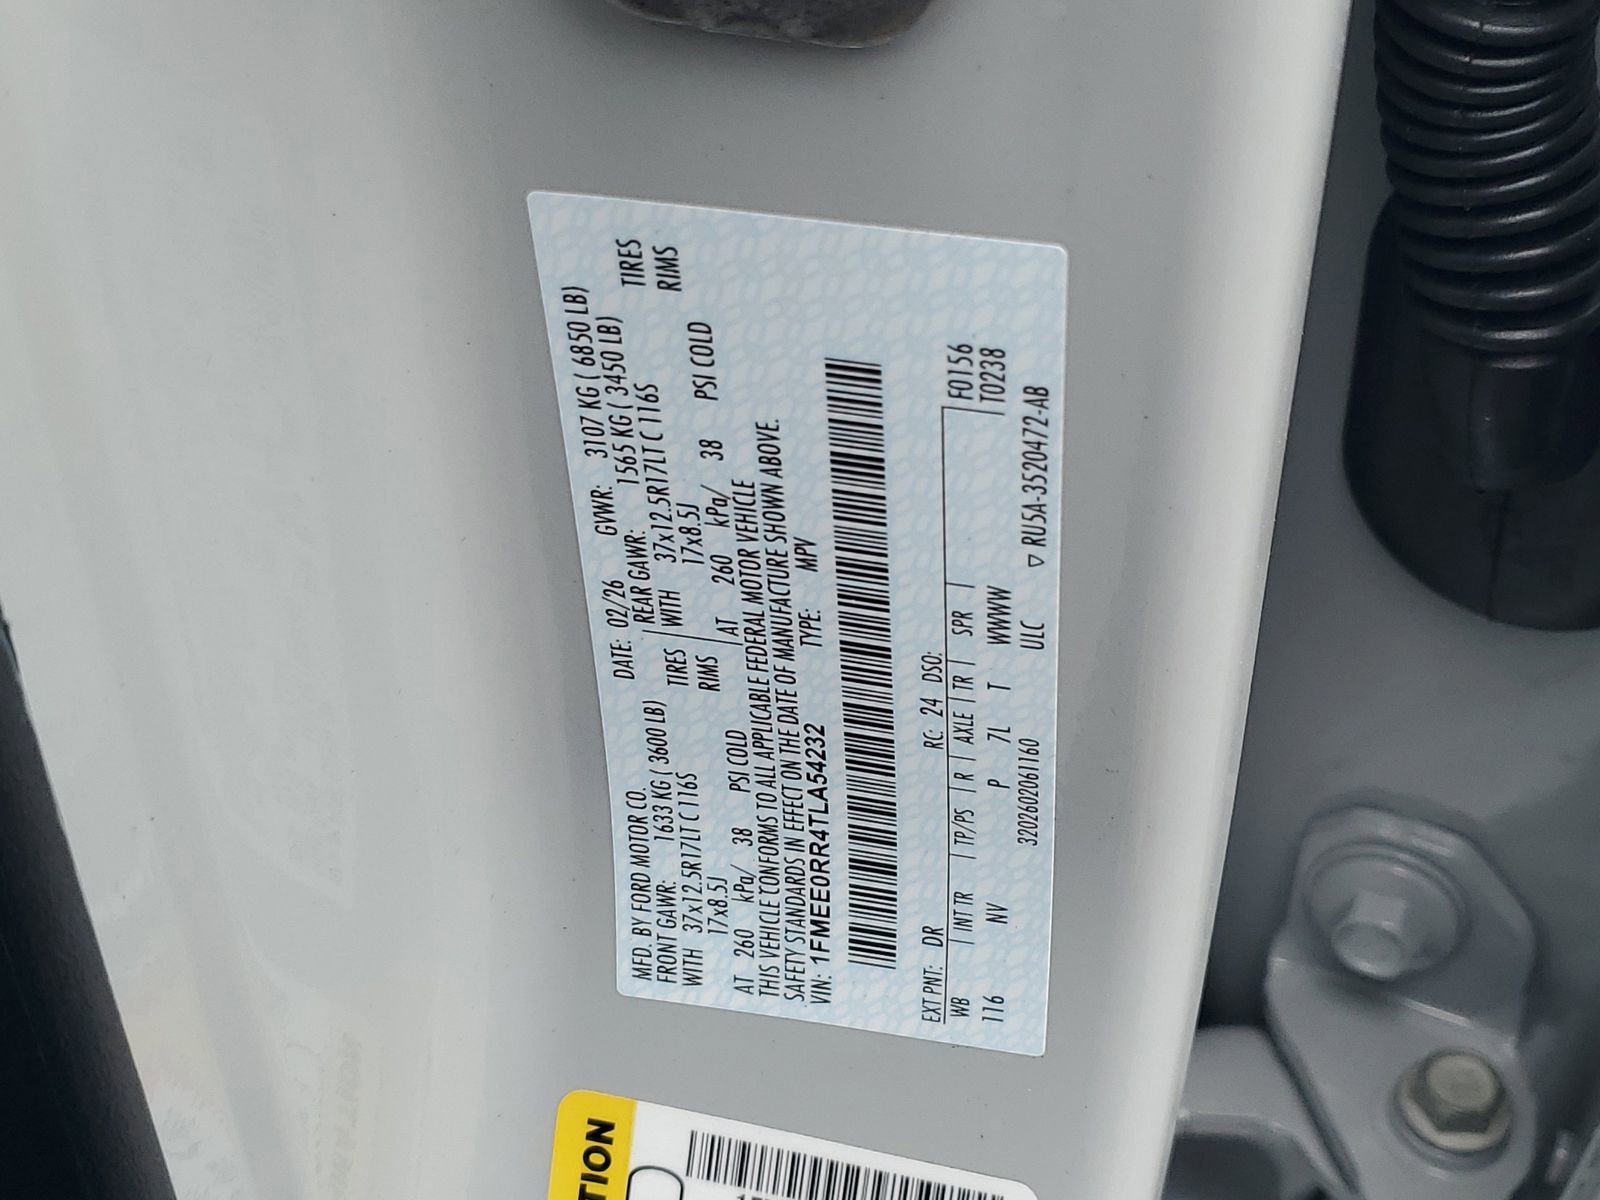 MFD. BY FORD MOTOR CO.
DATE: 02/26 GVWR: 3107 KG ( 6850 LB)
FRONT GAWR: 1633 KG ( 3600 LB) REAR GAWR: 1565 KG ( 3450 LB)
WITH 37x12.5R17LT C 116S TIRES WITH 37x12.5R17LT C 116S TIRES
17x8.5J RIMS 17x8.5J RIMS
AT 260 kPa/ 38 PSI COLD AT 260 kPa/ 38 PSI COLD
THIS VEHICLE CONFORMS TO ALL APPLICABLE FEDERAL MOTOR VEHICLE
SAFETY STANDARDS IN EFFECT ON THE DATE OF MANUFACTURE SHOWN ABOVE.
VIN: 1FMEE0RR4TLA54232 TYPE: MPV
EXT PNT: DR RC: 24 DSO: F0156
WB INT TR TP/PS R AXLE TR SPR T0238
116 NV P 7L T WWWW
3202602061160 ULC ▽ RU5A-3520472-AB
TION